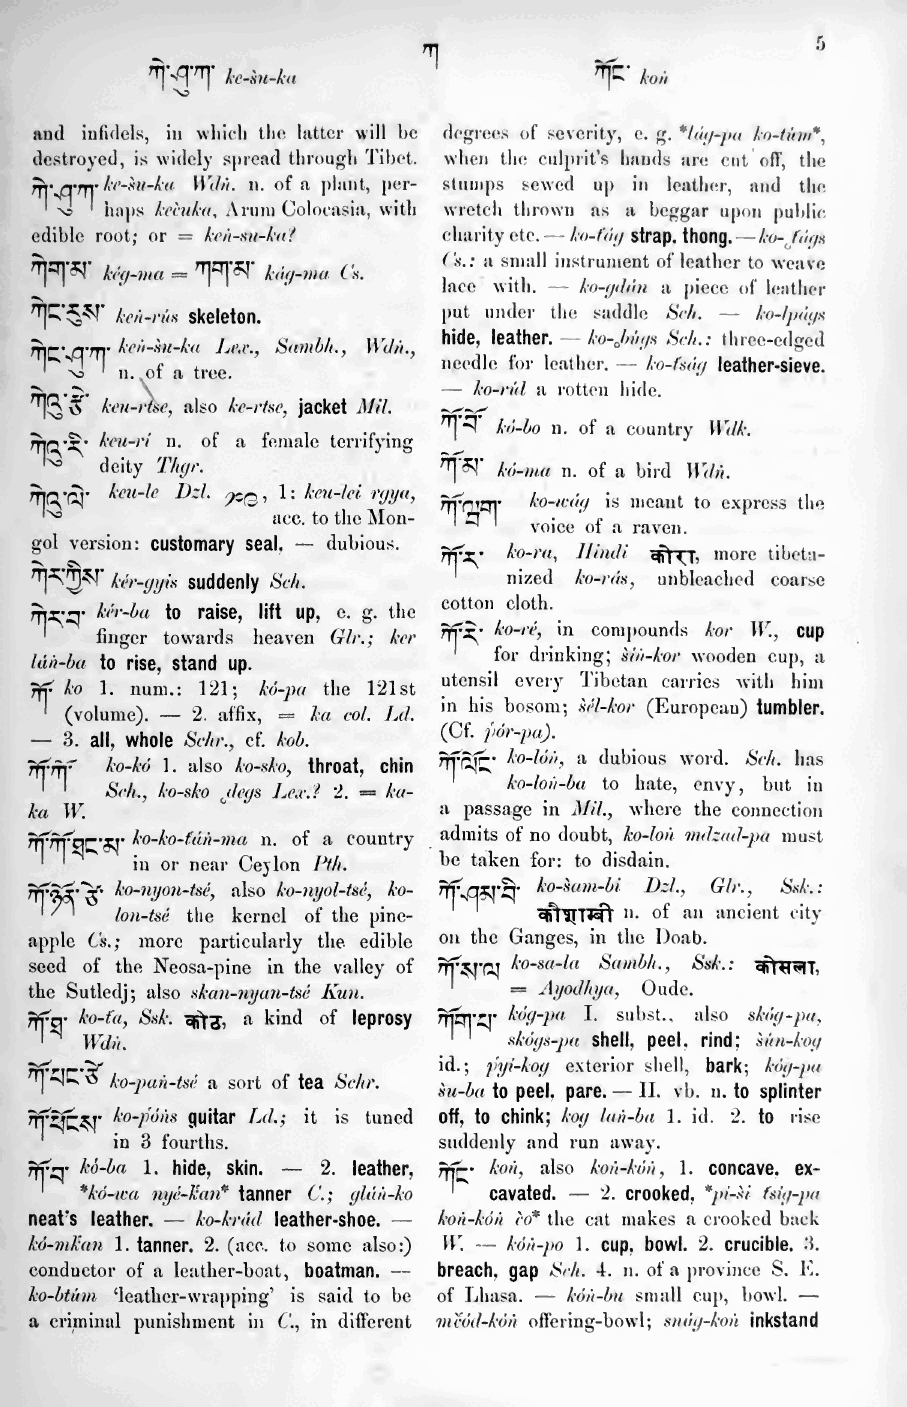 ཀ
5
ཀེ་ཤུ་ཀ་ ke-šu-ka
ཀོང་ koṅ
and infidels, in which the latter will be
destroyed, is widely spread through Tibet.
ཀེ་ཤུ་ཀ་ ke-šu-ka Wdṅ. n. of a plant, per-
haps kečuka, Arum Colocasia, with
edible root; or = keṅ-šu-ka?
ཀེག་མ་ kég-ma = ཀག་མ་ kág-ma Cs.
ཀེང་རུས་ keṅ-rús skeleton.
ཀེང་ཤུ་ཀ་ keṅ-šu-ka Lex., Sambh., Wdṅ.,
n. of a tree.
ཀེའུ་རྩེ་ keu-rtse, also ke-rtse, jacket Mil.
ཀེའུ་རི་ keu-rí n. of a female terrifying
deity Thgr.
ཀེའུ་ལེ་ keu-le Dzl. 1: keu-lei rgya,
acc. to the Mon-
gol version: customary seal. — dubious.
ཀེར་གྱིས་ kér-gyis suddenly Sch.
ཀེར་བ་ kér-ba to raise, lift up, e. g. the
finger towards heaven Glr.; ker
láṅ-ba to rise, stand up.
ཀོ་ ko 1. num.: 121; kó-pa the 121st
(volume). — 2. affix, = ka col. Ld.
— 3. all, whole Schr., cf. kob.
ཀོ་ཀོ་ ko-kó 1. also ko-sko, throat, chin
Sch., ko-sko ˬdegs Lex.? 2. = ka-
ka W.
ཀོ་ཀོ་ཐང་མ་ ko-ko-t̔áṅ-ma n. of a country
in or near Ceylon Pth.
ཀོ་ཉོན་ཙེ་ ko-nyon-tsé, also ko-nyol-tsé, ko-
lon-tsé the kernel of the pine-
apple Cs.; more particularly the edible
seed of the Neosa-pine in the valley of
the Sutledj; also skan-nyan-tsé Kun.
ཀོ་ཐ་ ko-t̔a, Ssk. कोठ, a kind of leprosy
Wdṅ.
ཀོ་པང་ཙེ་ ko-paṅ-tsé a sort of tea Schr.
ཀོ་པོངས་ ko-p̔óṅs guitar Ld.; it is tuned
in 3 fourths.
ཀོ་བ་ kó-ba 1. hide, skin. — 2. leather,
*kó-wa nyé-k̔an* tanner C.; gláṅ-ko
neat's leather. — ko-krád leather-shoe. —
kó-mk̔an 1. tanner. 2. (acc. to some also:)
conductor of a leather-boat, boatman. —
ko-btúm ‘leather-wrapping’ is said to be
a criminal punishment in C., in different
degrees of severity, e. g. *lág-pa ko-túm*,
when the culprit's hands are cut off, the
stumps sewed up in leather, and the
wretch thrown as a beggar upon public
charity etc. — ko-t̔ág strap, thong. — ko-ˬt̔ágs
Cs.: a small instrument of leather to weave
lace with. — ko-gdán a piece of leather
put under the saddle Sch. — ko-lpágs
hide, leather. — ko-ˬbúgs Sch.: three-edged
needle for leather. — ko-t̔ság leather-sieve.
— ko-rúl a rotten hide.
ཀོ་བོ་ kó-bo n. of a country Wdk.
ཀོ་མ་ kó-ma n. of a bird Wdṅ.
ཀོ་ཝག་ ko-wág is meant to express the
voice of a raven.
ཀོ་ར་ ko-ra, Hindi कोरा, more tibeta-
nized ko-rás, unbleached coarse
cotton cloth.
ཀོ་རེ་ ko-ré, in compounds kor W., cup
for drinking; šíṅ-kor wooden cup, a
utensil every Tibetan carries with him
in his bosom; šél-kor (European) tumbler.
(Cf. p̔ór-pa).
ཀོ་ལོང་ ko-lóṅ, a dubious word. Sch. has
ko-loṅ-ba to hate, envy, but in
a passage in Mil., where the connection
admits of no doubt, ko-loṅ mdzad-pa must
be taken for: to disdain.
ཀོ་ཤམ་བི་ ko-šam-bi Dzl., Glr., Ssk.:
कौशाम्बी n. of an ancient city
on the Ganges, in the Doab.
ཀོ་ས་ལ ko-sa-la Sambh., Ssk.: कोसला,
= Ayodhya, Oude.
ཀོག་པ་ kóg-pa I. subst., also skóg-pa,
skógs-pa shell, peel, rind; šún-kog
id.; p̔yi-kog exterior shell, bark; kóg-pa
šu-ba to peel, pare. — II. vb. n. to splinter
off, to chink; kog laṅ-ba 1. id. 2. to rise
suddenly and run away.
ཀོང་ koṅ, also koṅ-kóṅ, 1. concave, ex-
cavated. — 2. crooked, *pi-ši t̔sig-pa
koṅ-kóṅ čo* the cat makes a crooked back
W. — kóṅ-po 1. cup, bowl. 2. crucible. 3.
breach, gap Sch. 4. n. of a province S. E.
of Lhasa. — kóṅ-bu small cup, bowl. —
mčód-kóṅ offering-bowl; snág-koṅ inkstand